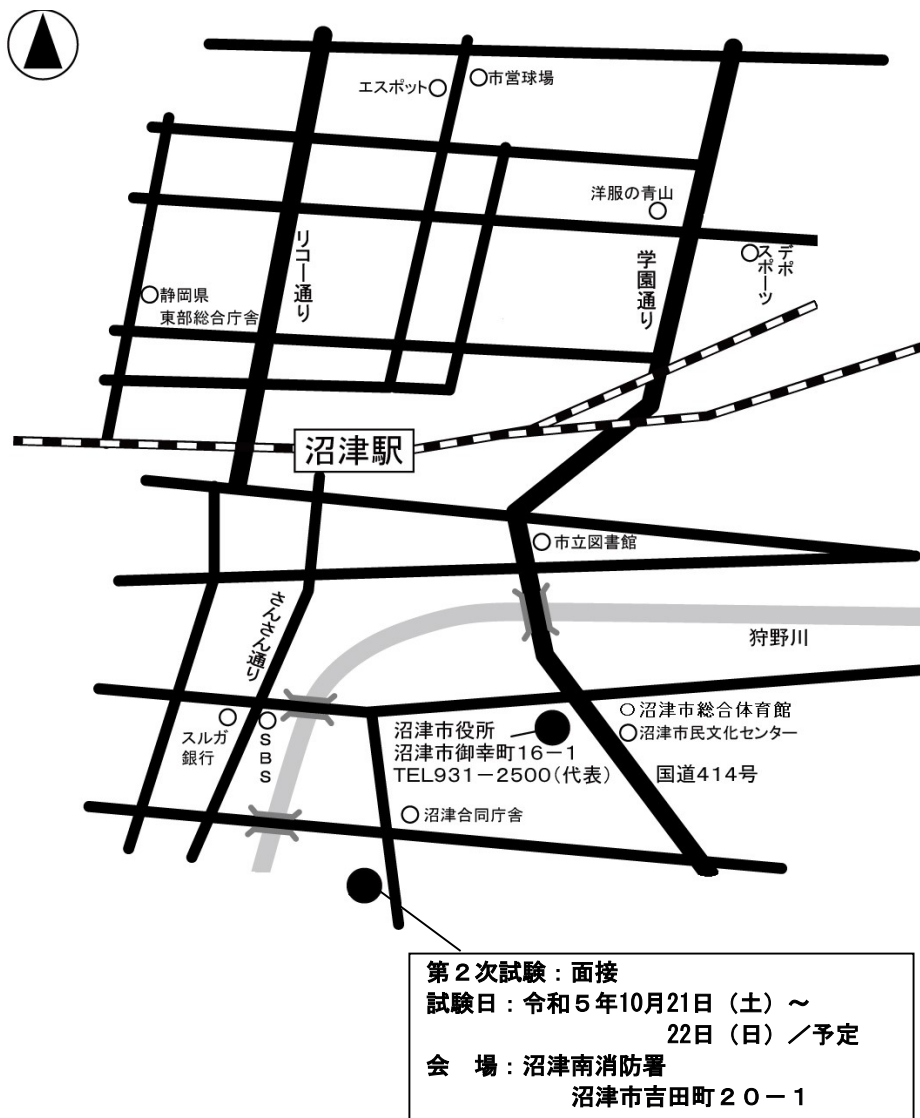 エスポット
市営球場
洋服の青山
デポ
スポーツ
リコー通り
学園通り
静岡県
東部総合庁舎
沼津駅
市立図書館
さんさん通り
狩野川
スルガ
銀行
SBS
沼津市役所
沼津市御幸町16−1
TEL931−2500(代表)
沼津市総合体育館
沼津市民文化センター
国道414号
沼津合同庁舎
第2次試験:面接
試験日:令和5年10月21日(土)~
22日(日)/予定
会 場:沼津南消防署
沼津市吉田町20-1